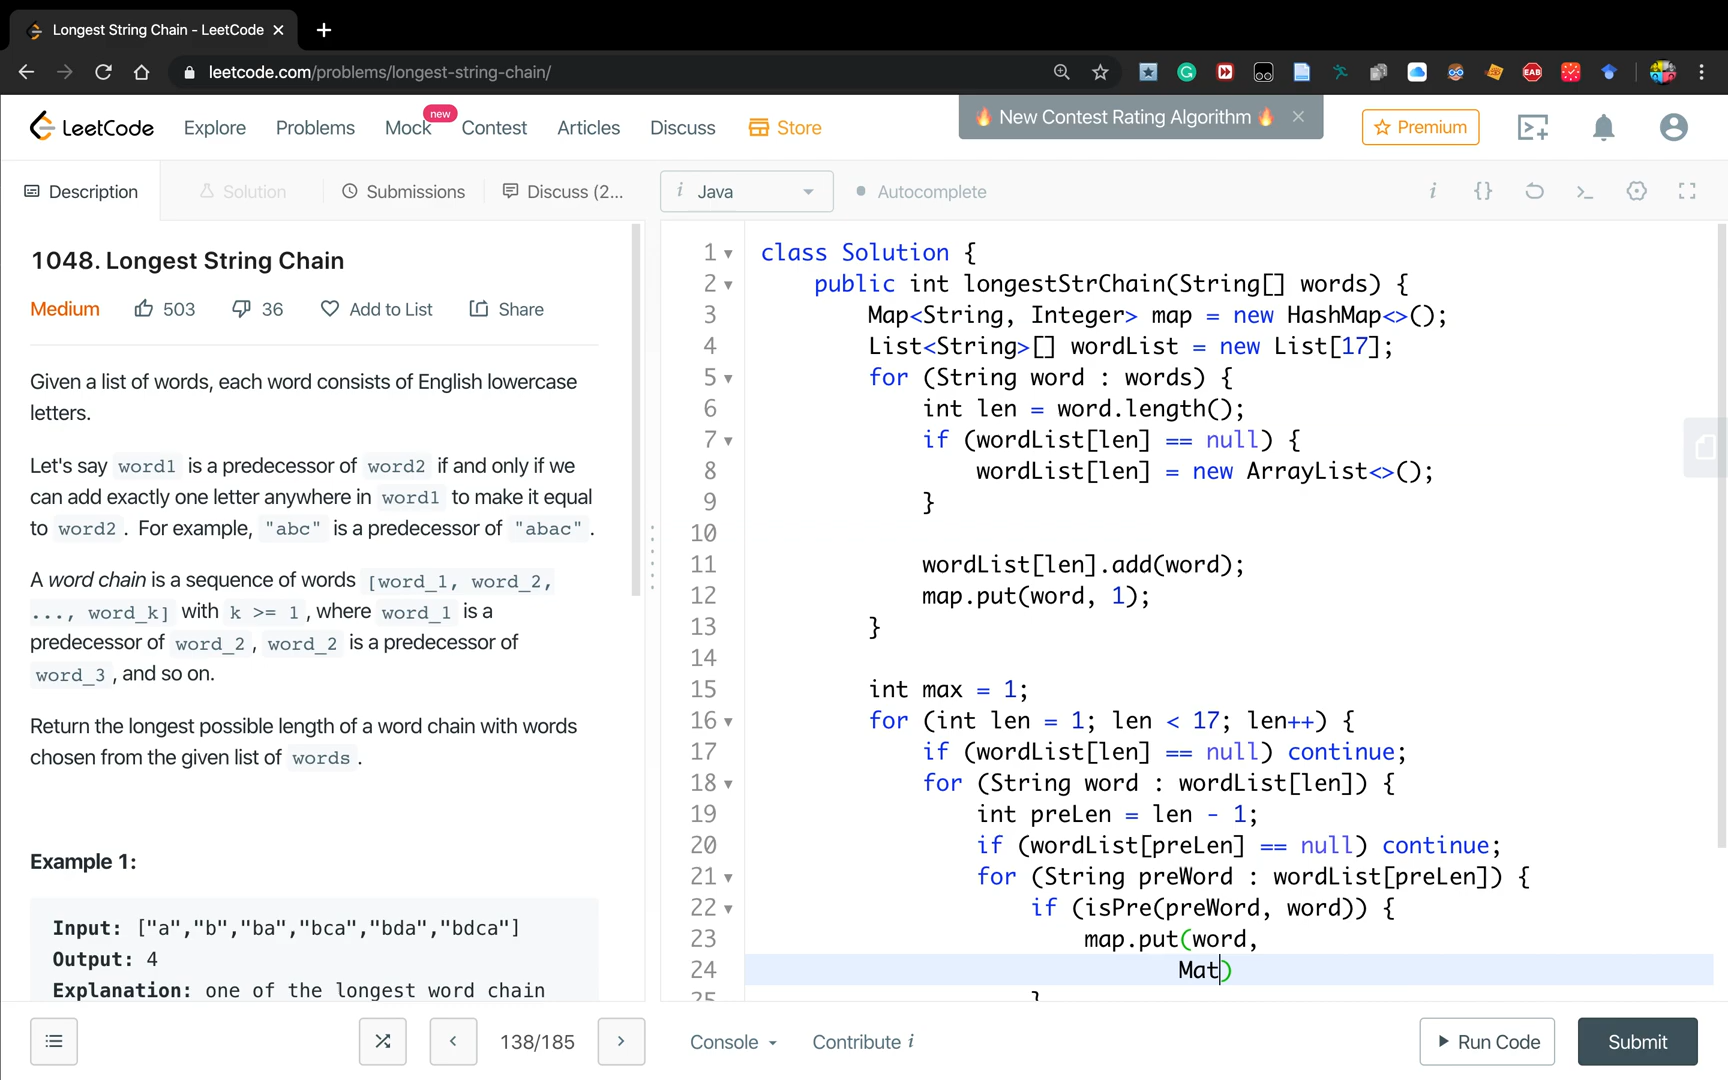 Longest String Chain - LeetCode
leetcode.com/problems/longest-string-chain/
EAB
LeetCode
Explore
Problems
Mock
new
Contest
Articles
Discuss
Store
🔥 New Contest Rating Algorithm 🔥
Premium
Description
Solution
Submissions
Discuss (2...
i Java
Autocomplete
1048. Longest String Chain
Medium
503
36
Add to List
Share
Given a list of words, each word consists of English lowercase
letters.
Let's say word1 is a predecessor of word2 if and only if we
can add exactly one letter anywhere in word1 to make it equal
to word2 . For example, "abc" is a predecessor of "abac" .
A word chain is a sequence of words [word_1, word_2,
..., word_k] with k >= 1 , where word_1 is a
predecessor of word_2 , word_2 is a predecessor of
word_3 , and so on.
Return the longest possible length of a word chain with words
chosen from the given list of words .
Example 1:
Input: ["a","b","ba","bca","bda","bdca"]
Output: 4
Explanation: one of the longest word chain
1 class Solution {
2 public int longestStrChain(String[] words) {
3 Map<String, Integer> map = new HashMap<>();
4 List<String>[] wordList = new List[17];
5 for (String word : words) {
6 int len = word.length();
7 if (wordList[len] == null) {
8 wordList[len] = new ArrayList<>();
9 }
10
11 wordList[len].add(word);
12 map.put(word, 1);
13 }
14
15 int max = 1;
16 for (int len = 1; len < 17; len++) {
17 if (wordList[len] == null) continue;
18 for (String word : wordList[len]) {
19 int preLen = len - 1;
20 if (wordList[preLen] == null) continue;
21 for (String preWord : wordList[preLen]) {
22 if (isPre(preWord, word)) {
23 map.put(word,
24 Mat)
25 }
138/185
Console
Contribute i
Run Code
Submit